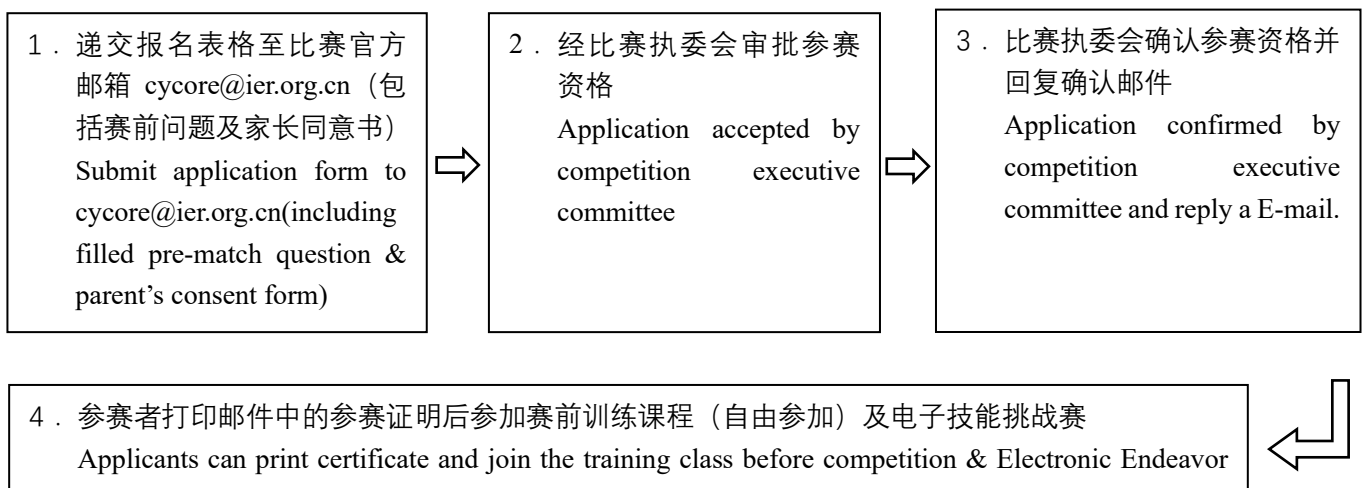 1．递交报名表格至比赛官方
邮箱 cycore@ier.org.cn（包
括赛前问题及家长同意书）
Submit application form to
cycore@ier.org.cn(including
filled pre-match question &
parent’s consent form)
2．经比赛执委会审批参赛
资格
Application accepted by
competition executive
committee
3．比赛执委会确认参赛资格并
回复确认邮件
Application confirmed by
competition executive
committee and reply a E-mail.
4．参赛者打印邮件中的参赛证明后参加赛前训练课程（自由参加）及电子技能挑战赛
Applicants can print certificate and join the training class before competition & Electronic Endeavor